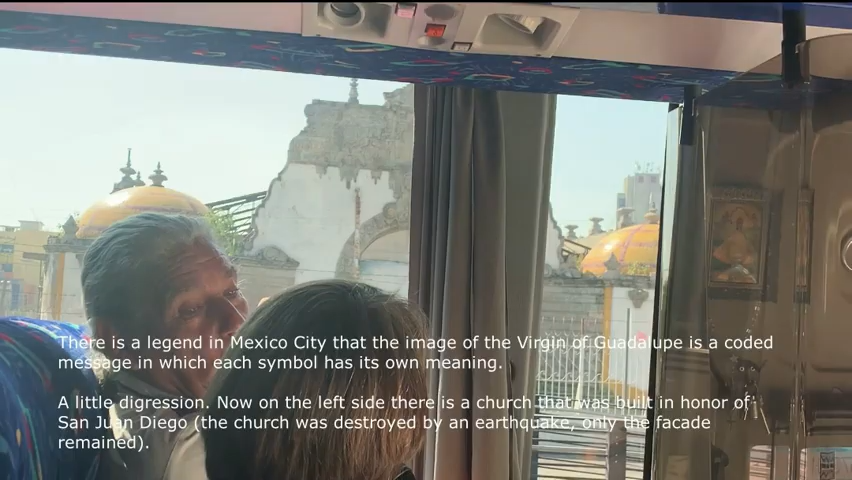 There is a legend in Mexico City that the image of the Virgin of Guadalupe is a coded
message in which each symbol has its own meaning.
A little digression. Now on the left side there is a church that was built in honor of
San Juan Diego (the church was destroyed by an earthquake, only the facade
remained).